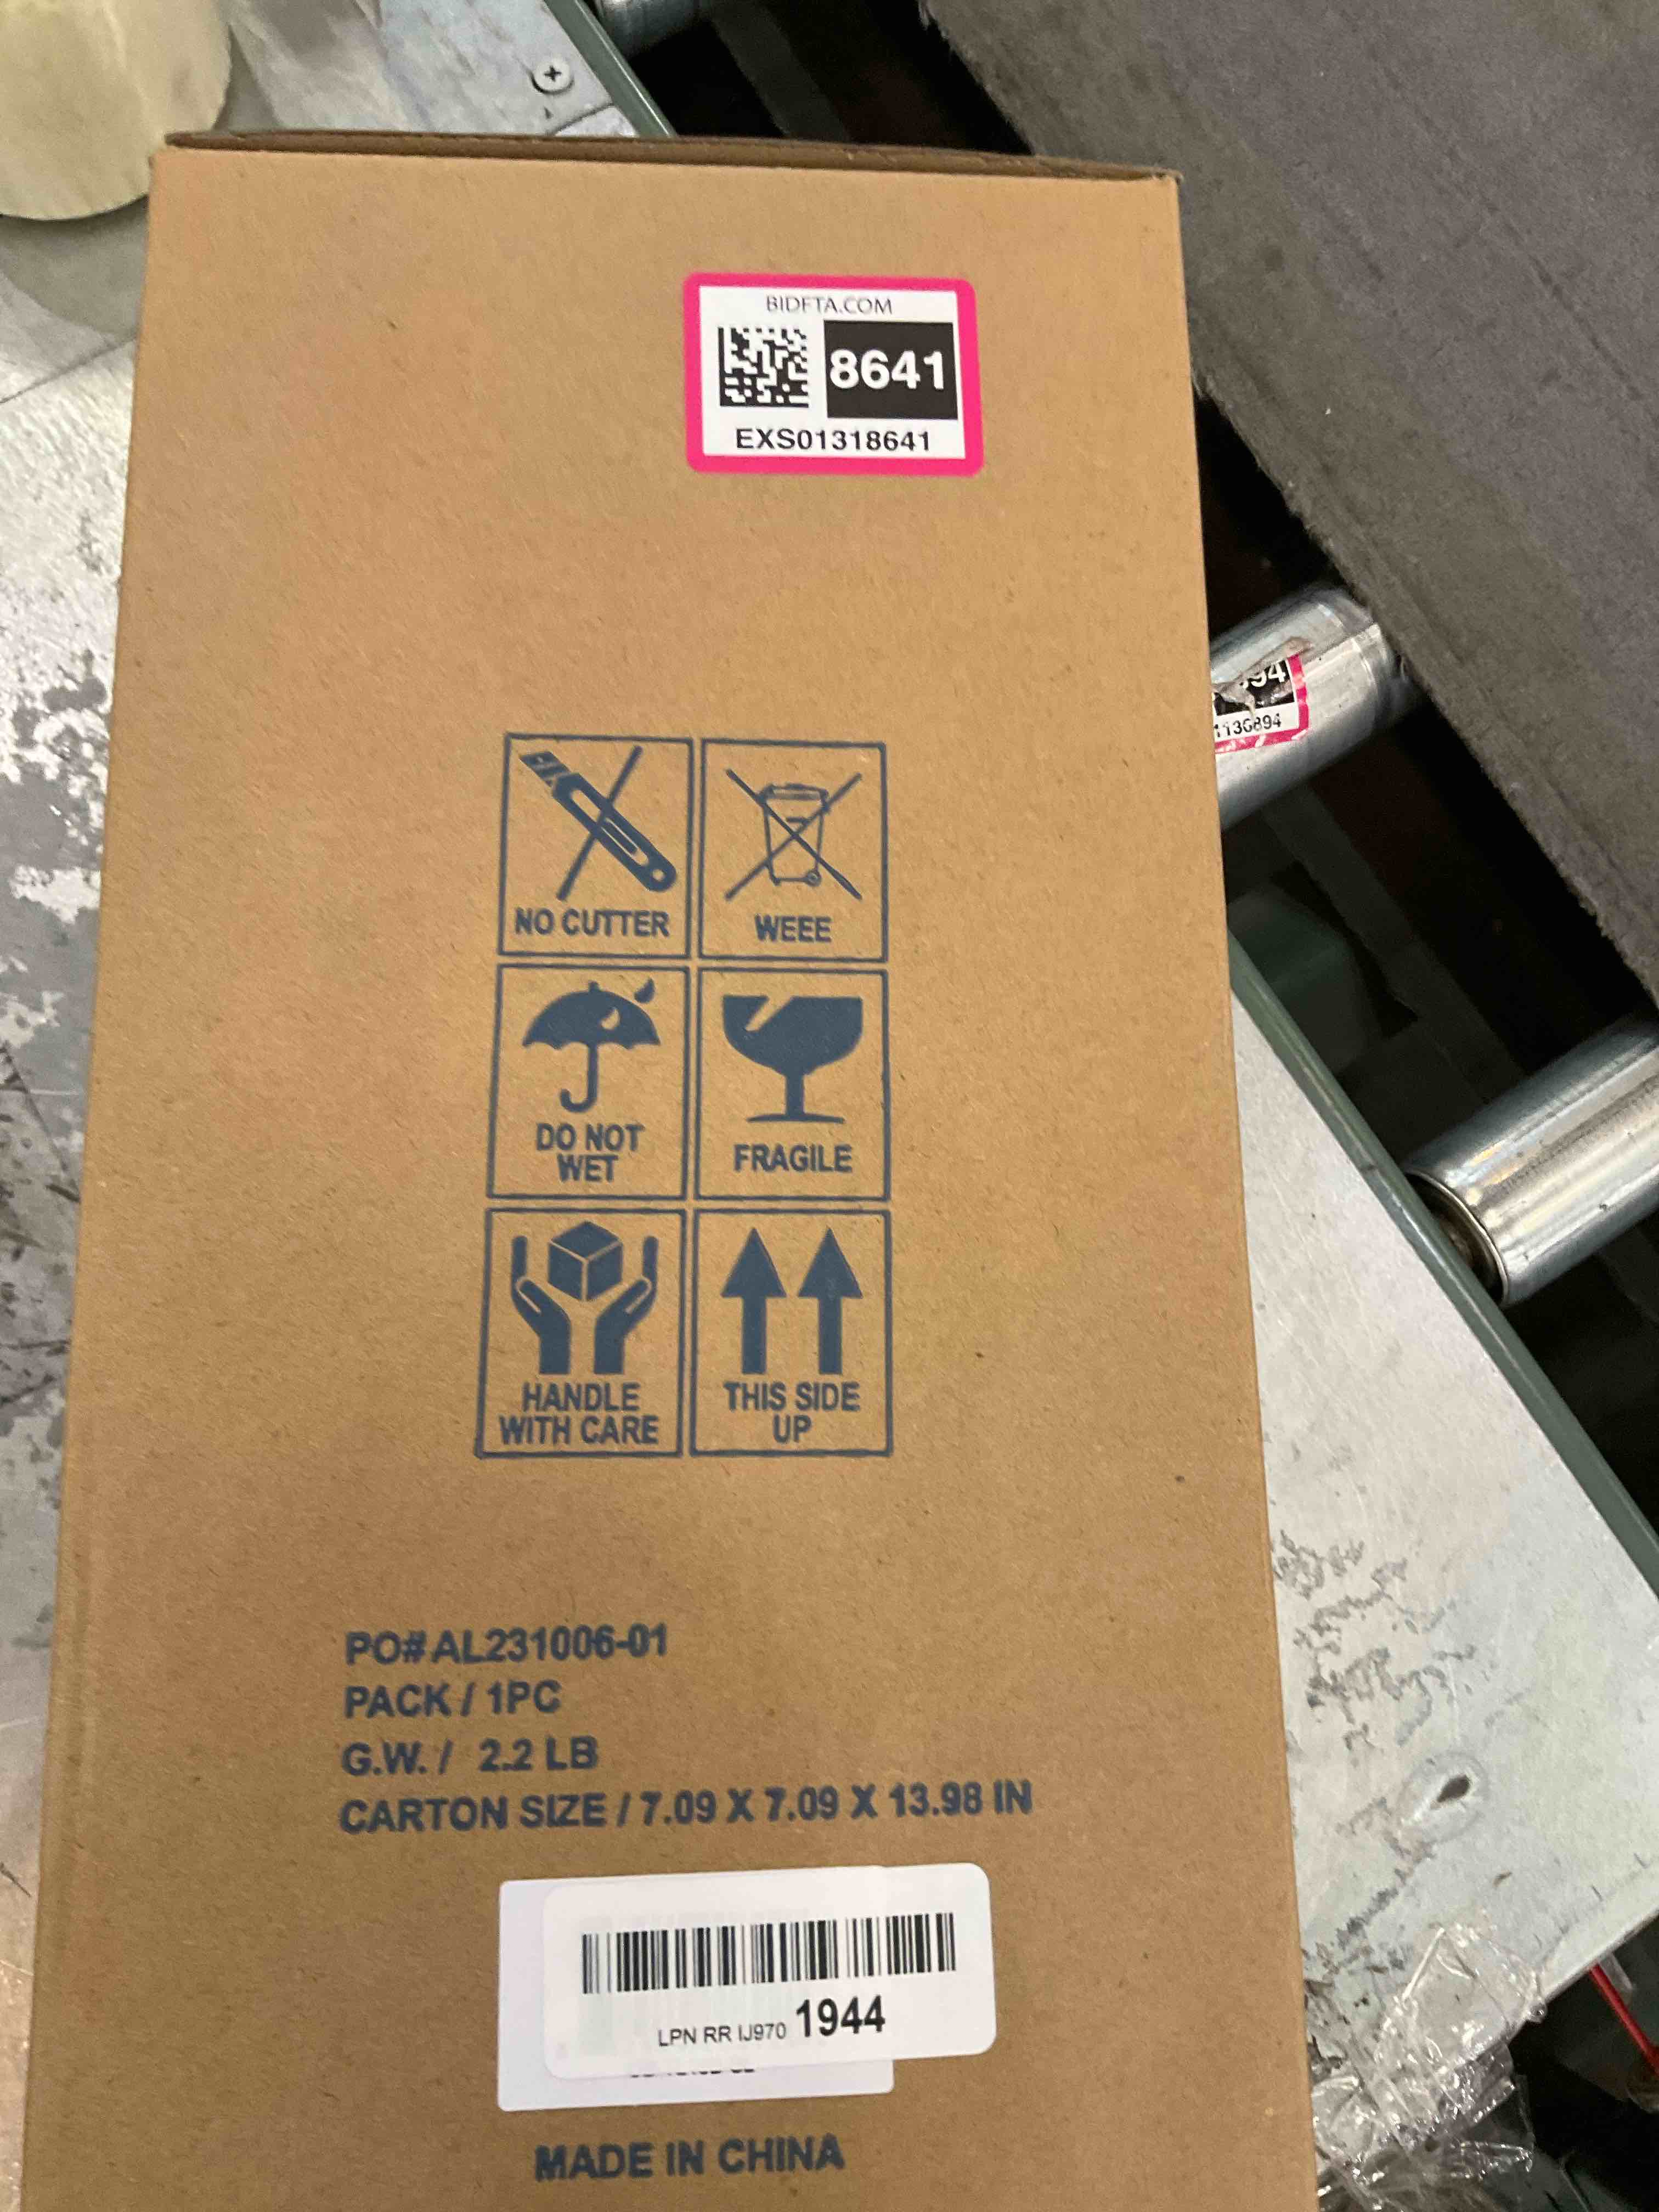 BIDFTA.COM
8641
EXS01318641
NO CUTTER
WEEE
DO NOT
WET
FRAGILE
HANDLE
WITH CARE
THIS SIDE
UP
PO# AL231006-01
PACK / 1PC
G.W. / 2.2 LB
CARTON SIZE / 7.09 X 7.09 X 13.98 IN
LPN RR IJ970 1944
MADE IN CHINA